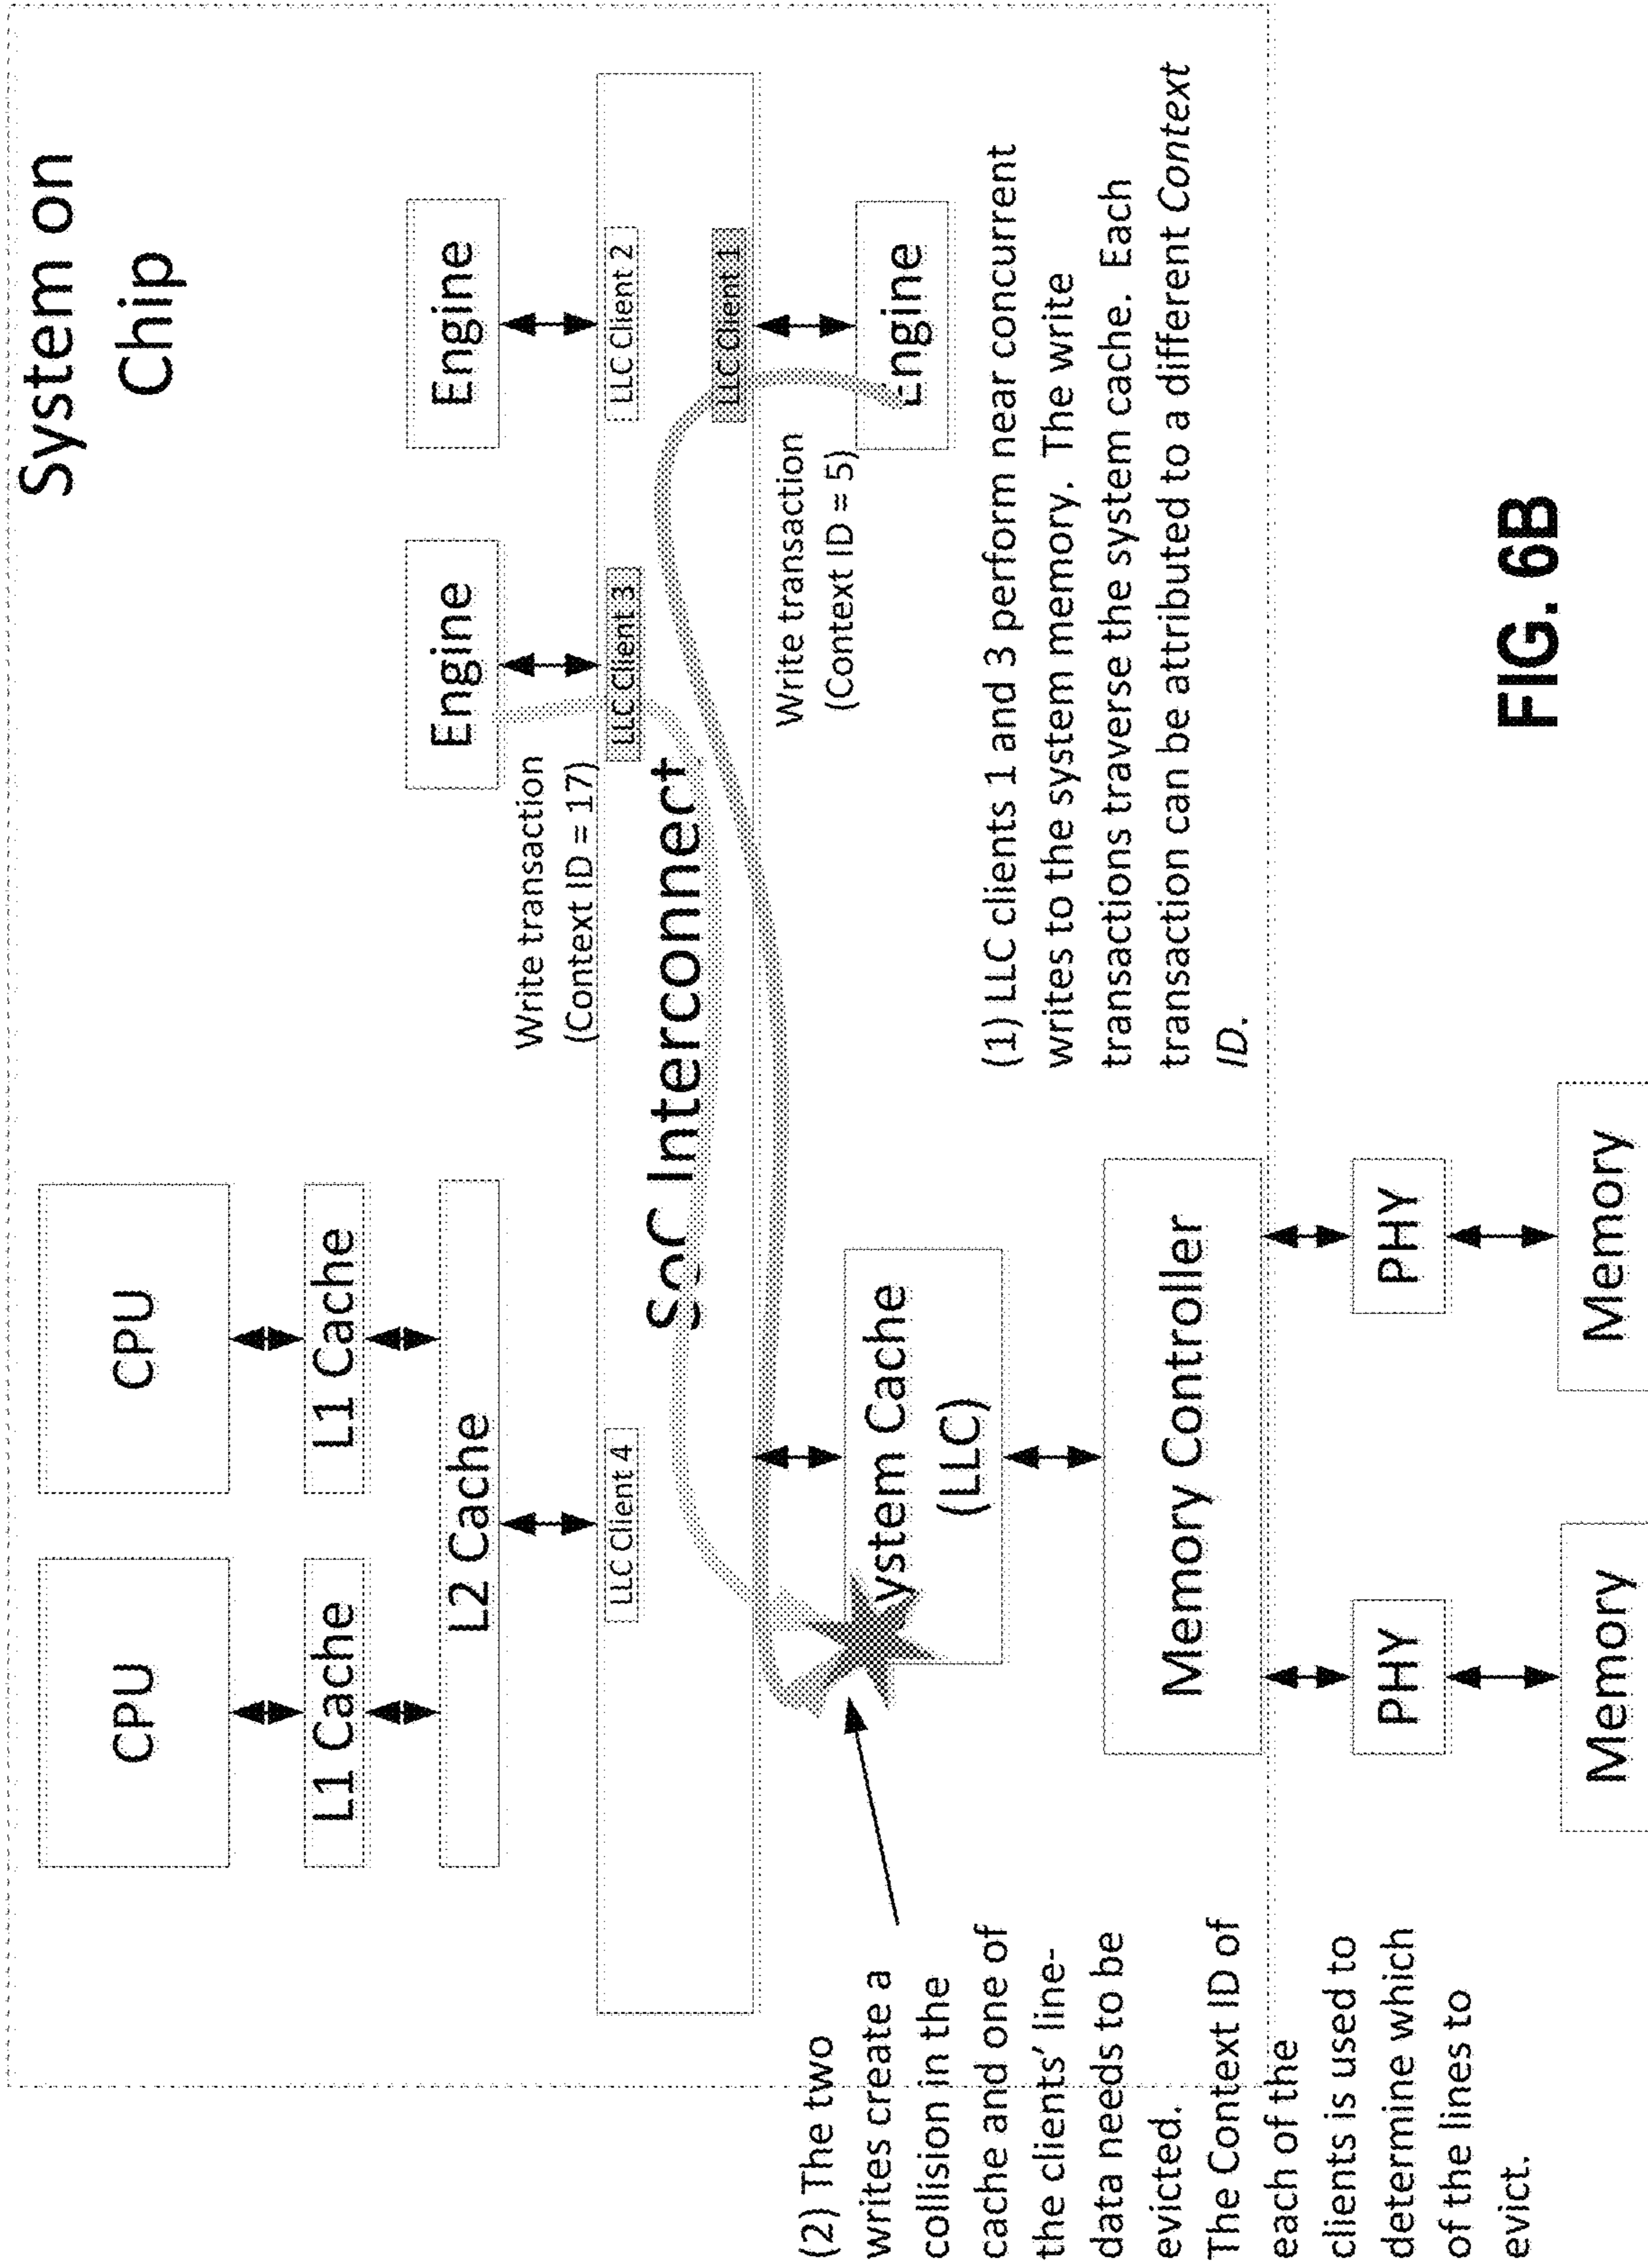 System on
Chip
CPU
CPU
L1 Cache
L1 Cache
L2 Cache
Engine
Engine
Write transaction
(Context ID = 17)
LLC Client 4
LLC Client 3
LLC Client 2
SoC Interconnect
LLC Client 1
Write transaction
(Context ID = 5)
Engine
ystem Cache
(LLC)
Memory Controller
PHY
PHY
Memory
Memory
(1) LLC clients 1 and 3 perform near concurrent
writes to the system memory. The write
transactions traverse the system cache. Each
transaction can be attributed to a different Context
ID.
(2) The two
writes create a
collision in the
cache and one of
the clients' line-
data needs to be
evicted.
The Context ID of
each of the
clients is used to
determine which
of the lines to
evict.
FIG. 6B